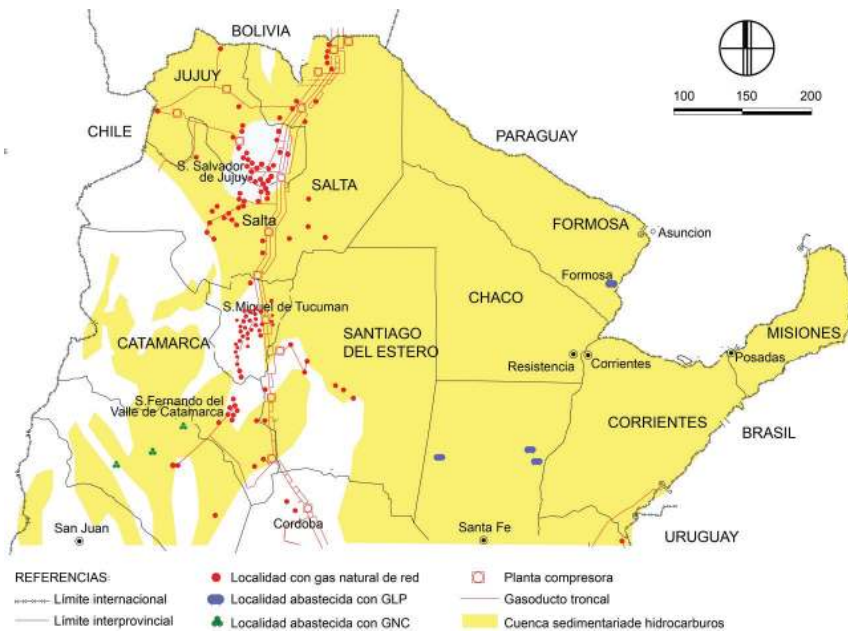 BOLIVIA
JUJUY
CHILE
PARAGUAY
100 150 200
S. Salvador
de Jujuy
SALTA
Salta
FORMOSA
Asuncion
Formosa
CHACO
S.Miguel de Tucuman
CATAMARCA
SANTIAGO
DEL ESTERO
MISIONES
Resistencia
Corrientes
Posadas
S.Fernando del
Valle de Catamarca
CORRIENTES
BRASIL
San Juan
Cordoba
Santa Fe
URUGUAY
REFERENCIAS:
Límite internacional
Límite interprovincial
Localidad con gas natural de red
Localidad abastecida con GLP
Localidad abastecida con GNC
Planta compresora
Gasoducto troncal
Cuenca sedimentariade hidrocarburos